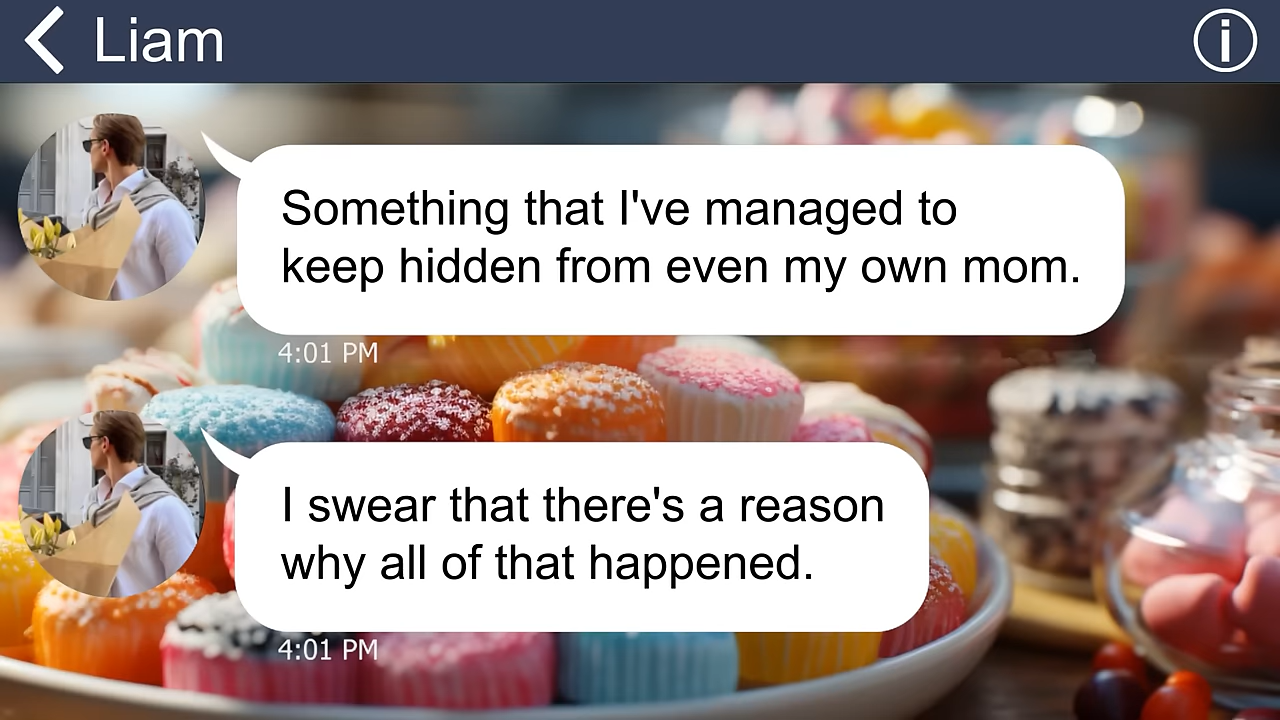 Liam
Something that I've managed to
keep hidden from even my own mom.
4:01 PM
I swear that there's a reason
why all of that happened.
4:01 PM